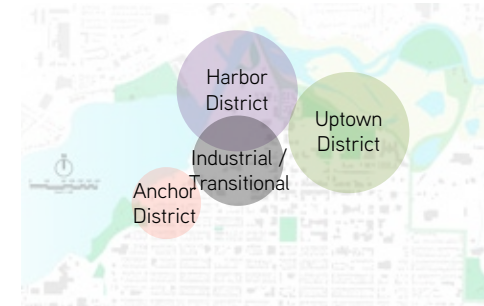 Harbor
District
Uptown
District
Industrial /
Transitional
Anchor
District